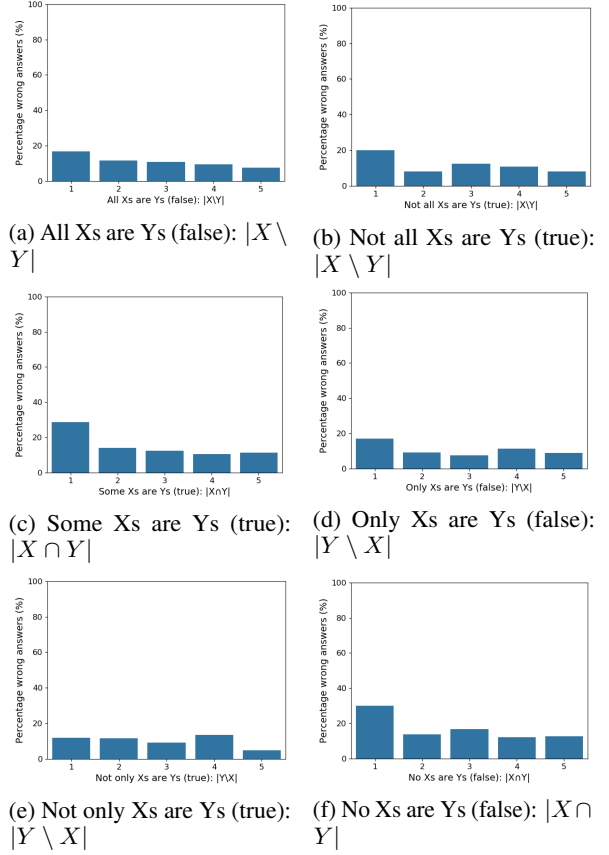 100
80
60
40
20
0
Percentage wrong answers (%)
1 2 3 4 5
All Xs are Ys (false): |X\Y|
(a) All Xs are Ys (false): |X \
Y|
100
80
60
40
20
0
Percentage wrong answers (%)
1 2 3 4 5
Not all Xs are Ys (true): |X\Y|
(b) Not all Xs are Ys (true):
|X \ Y|
100
80
60
40
20
0
Percentage wrong answers (%)
1 2 3 4 5
Some Xs are Ys (true): |X∩Y|
(c) Some Xs are Ys (true):
|X ∩ Y|
100
80
60
40
20
0
Percentage wrong answers (%)
1 2 3 4 5
Only Xs are Ys (false): |Y\X|
(d) Only Xs are Ys (false):
|Y \ X|
100
80
60
40
20
0
Percentage wrong answers (%)
1 2 3 4 5
Not only Xs are Ys (true): |Y\X|
(e) Not only Xs are Ys (true):
|Y \ X|
100
80
60
40
20
0
Percentage wrong answers (%)
1 2 3 4 5
No Xs are Ys (false): |X∩Y|
(f) No Xs are Ys (false): |X ∩
Y|